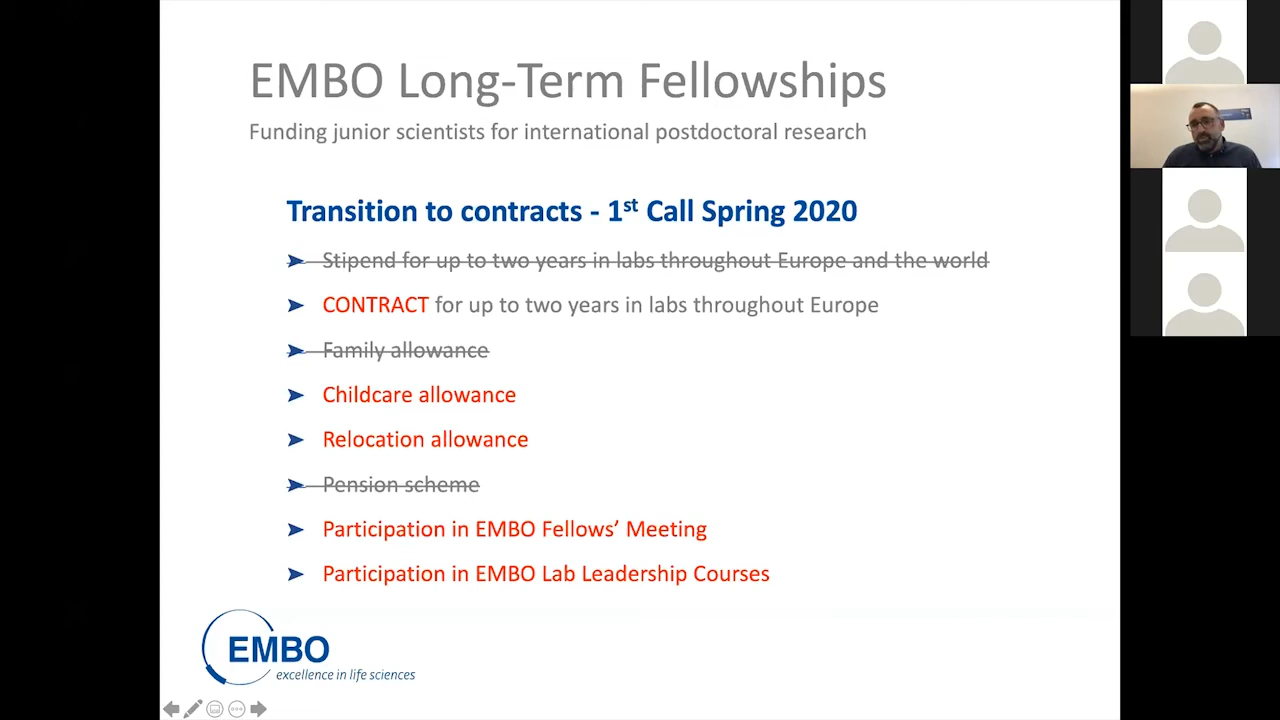 EMBO Long-Term Fellowships
Funding junior scientists for international postdoctoral research
Transition to contracts - 1st Call Spring 2020
Stipend for up to two years in labs throughout Europe and the world
CONTRACT for up to two years in labs throughout Europe
Family allowance
Childcare allowance
Relocation allowance
Pension scheme
Participation in EMBO Fellows’ Meeting
Participation in EMBO Lab Leadership Courses
EMBO
excellence in life sciences